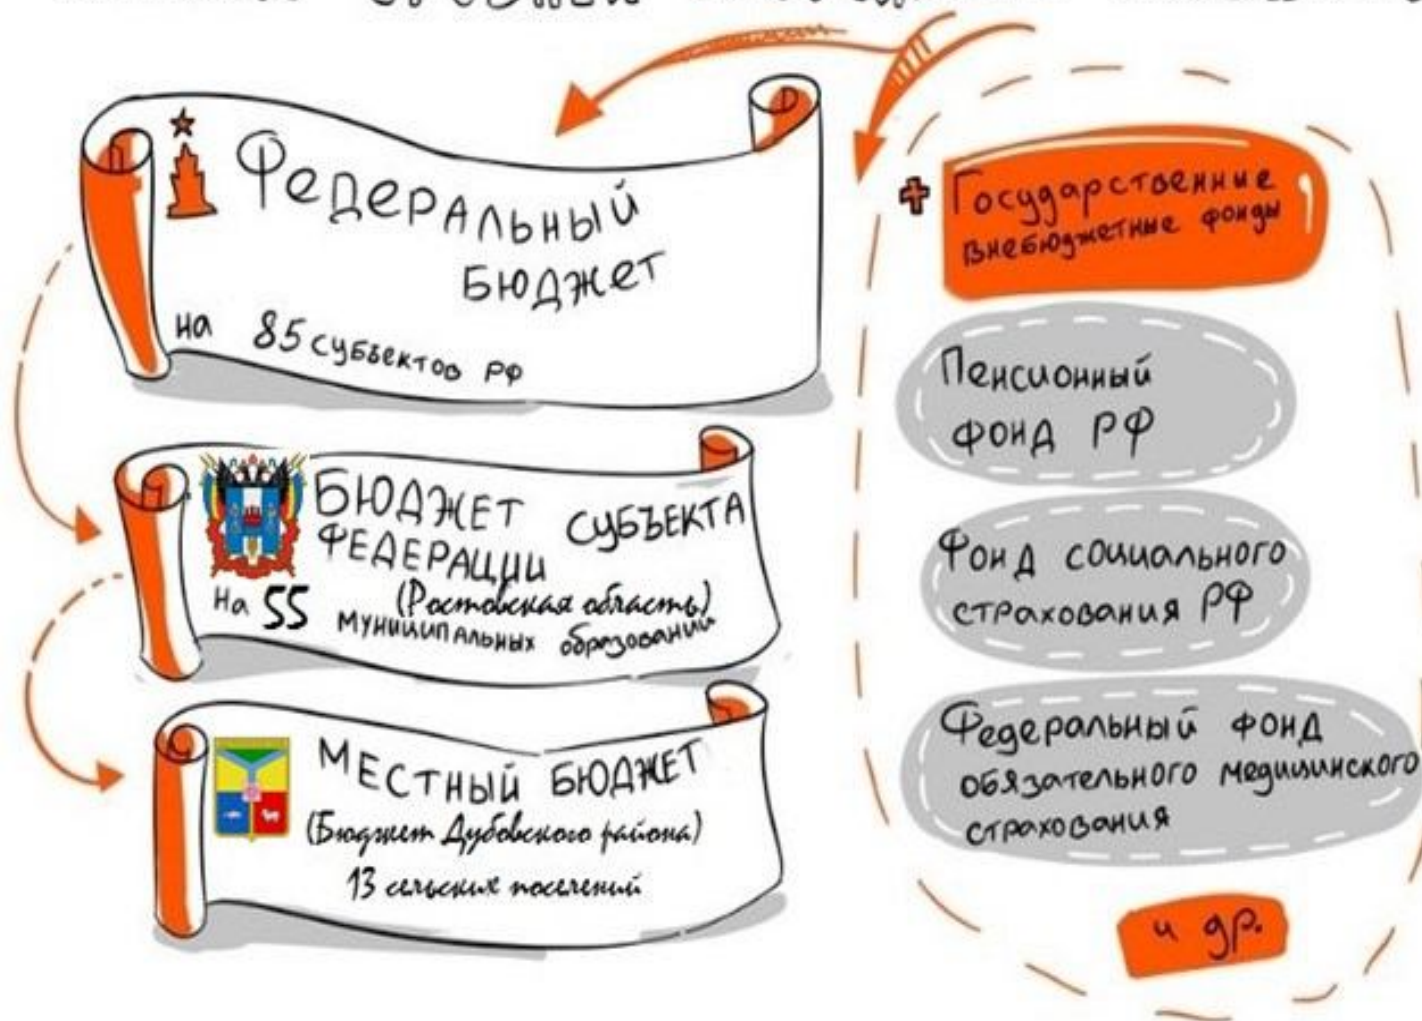 Федеральный
бюджет
на 85 субъектов РФ
Бюджет субъекта
Федерации
(Ростовская область)
на 55 муниципальных образований
Местный бюджет
(Бюджет Дубовского района)
13 сельских поселений
+ Государственные
внебюджетные фонды
Пенсионный
фонд РФ
Фонд социального
страхования РФ
Федеральный фонд
обязательного медицинского
страхования
и др.